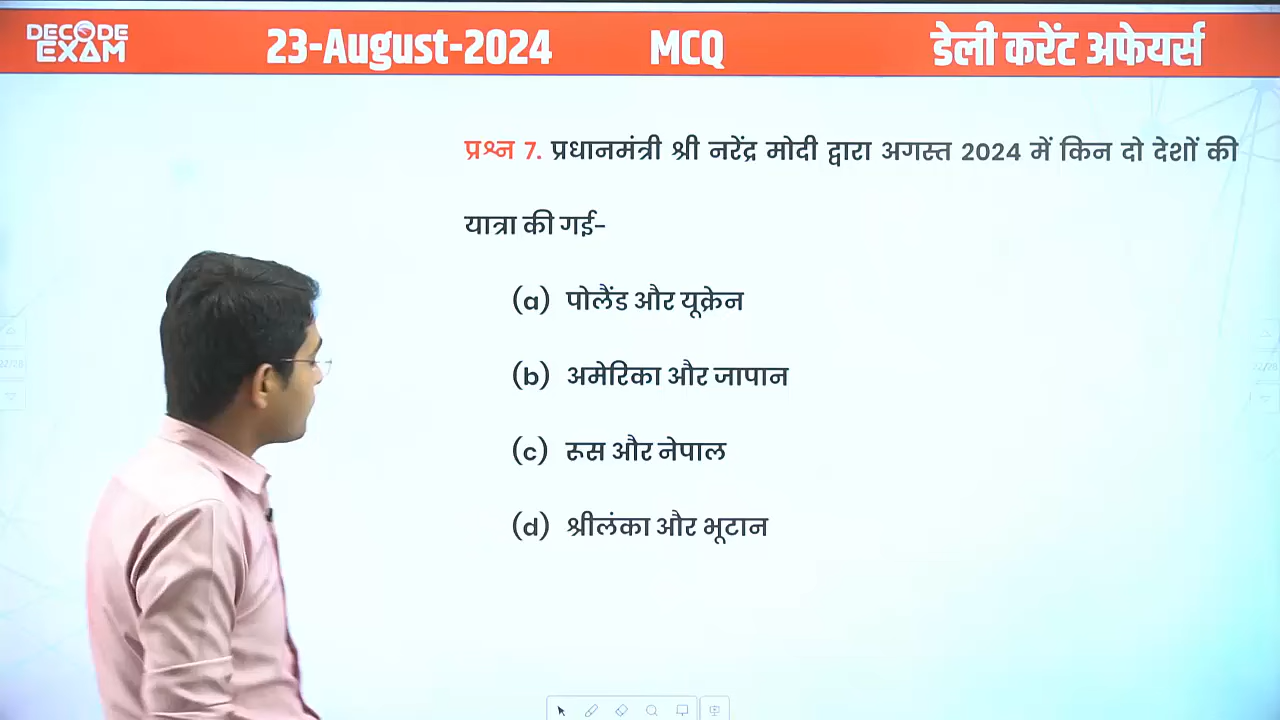 DECODE EXAM
23-August-2024
MCQ
डेली करेंट अफेयर्स
प्रश्न 7. प्रधानमंत्री श्री नरेंद्र मोदी द्वारा अगस्त 2024 में किन दो देशों की
यात्रा की गई-
(a) पोलैंड और यूक्रेन
(b) अमेरिका और जापान
(c) रूस और नेपाल
(d) श्रीलंका और भूटान